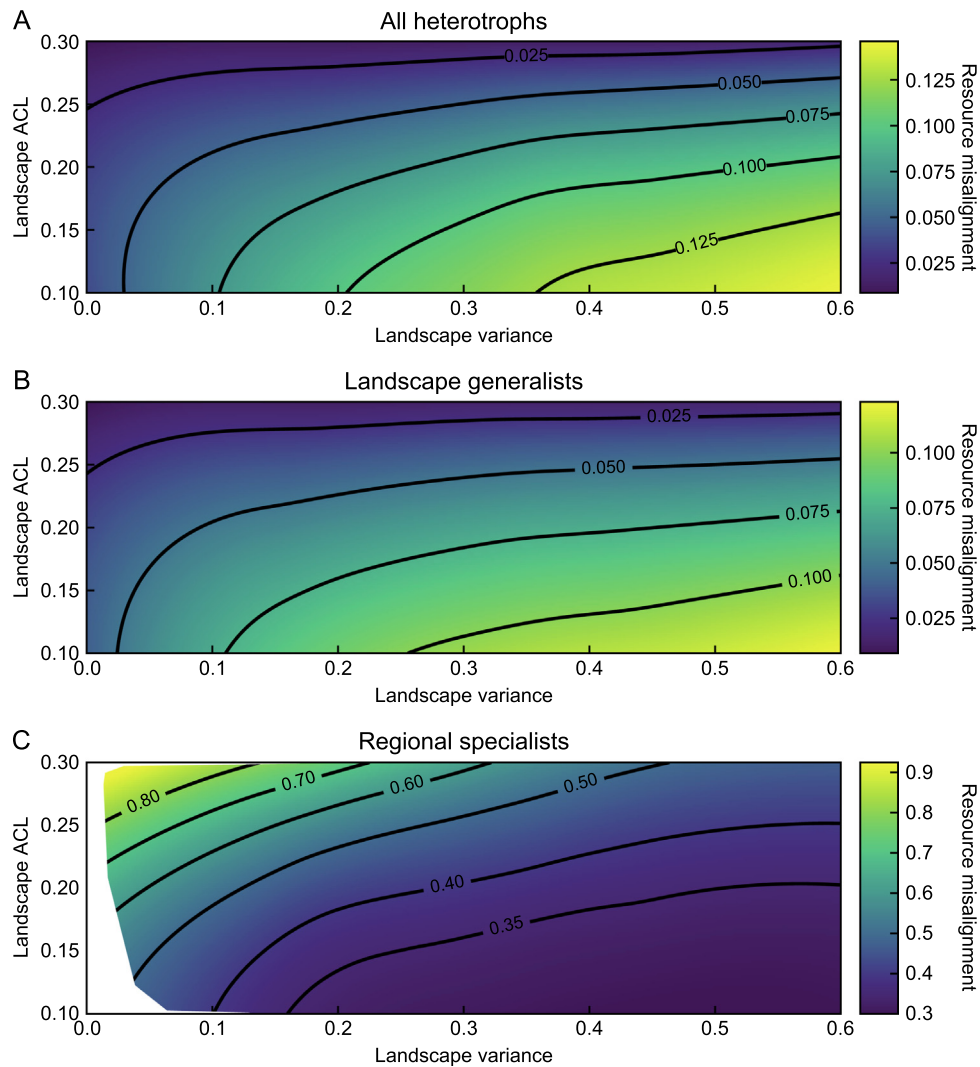 A
All heterotrophs
0.30
0.25
0.20
0.15
0.10
Landscape ACL
0.025
0.050
0.075
0.100
0.125
0.0 0.1 0.2 0.3 0.4 0.5 0.6
Landscape variance
0.125
0.100
0.075
0.050
0.025
Resource misalignment
B
Landscape generalists
0.30
0.25
0.20
0.15
0.10
Landscape ACL
0.025
0.050
0.075
0.100
0.0 0.1 0.2 0.3 0.4 0.5 0.6
Landscape variance
0.100
0.075
0.050
0.025
Resource misalignment
C
Regional specialists
0.30
0.25
0.20
0.15
0.10
Landscape ACL
0.80
0.70
0.60
0.50
0.40
0.35
0.0 0.1 0.2 0.3 0.4 0.5 0.6
Landscape variance
0.9
0.8
0.7
0.6
0.5
0.4
0.3
Resource misalignment